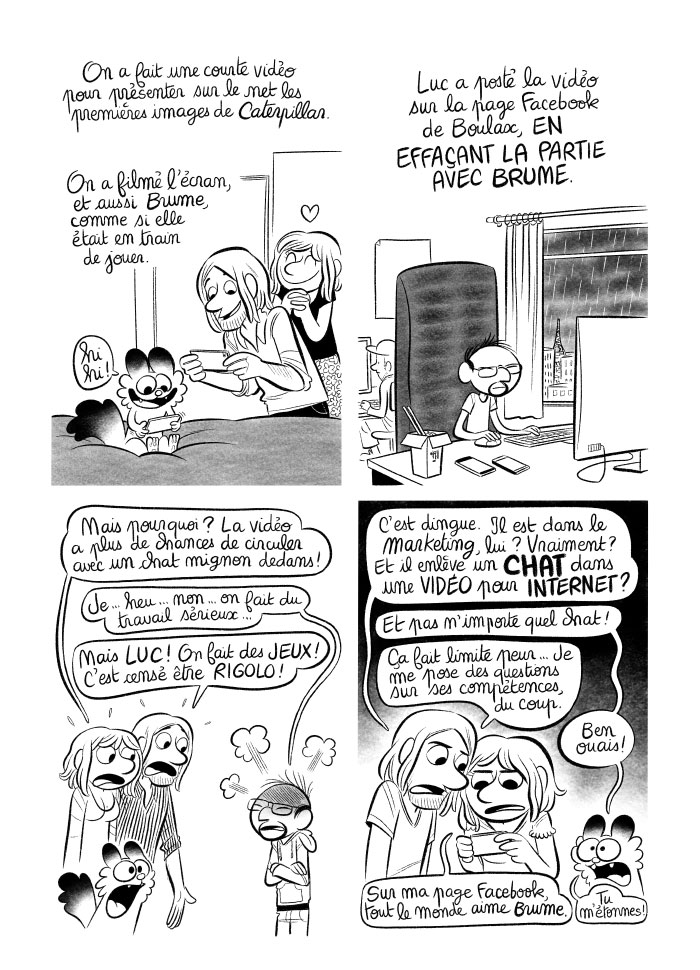 On a fait une courte vidéo
pour présenter sur le net les
premières images de Caterpillar.
On a filmé l'écran,
et aussi Brume,
comme si elle
était en train
de jouer.
hi
hi!
Luc a posté la vidéo
sur la page Facebook
de Boulax, EN
EFFAÇANT LA PARTIE
AVEC BRUME.
Mais pourquoi? La vidéo
a plus de chances de circuler
avec un chat mignon dedans!
Je... heu... non... on fait du
travail sérieux...
Mais LUC! On fait des JEUX!
C'est censé être RIGOLO!
C'est dingue. Il est dans le
marketing, lui? Vraiment?
Et il enlève un CHAT dans
une VIDÉO pour INTERNET?
Et pas n'importe quel chat!
Ça fait limite peur... Je
me pose des questions
sur ses compétences,
du coup.
Ben
ouais!
Sur ma page Facebook,
tout le monde aime Brume.
Tu
m'étonnes!